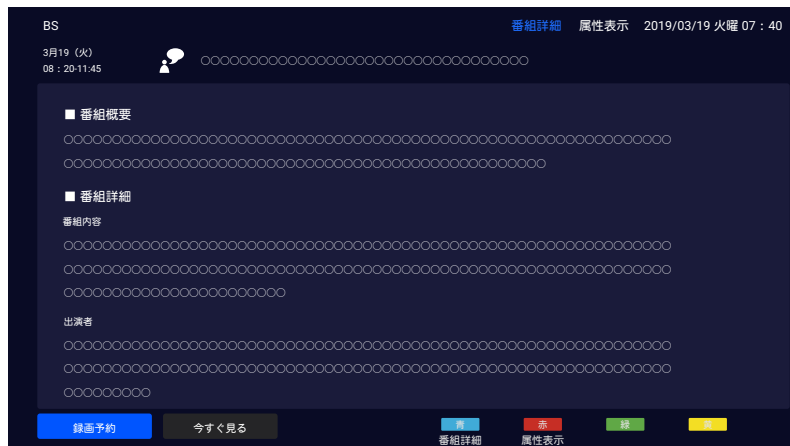 BS 番組詳細 属性表示 2019/03/19 火曜 07：40
3月19（火）
08：20-11:45
○○○○○○○○○○○○○○○○○○○○○○○○○○○○○○○○○○
■ 番組概要
○○○○○○○○○○○○○○○○○○○○○○○○○○○○○○○○○○○○○○○○○○○○○○○○○○○○○○○○○○○○○○○
○○○○○○○○○○○○○○○○○○○○○○○○○○○○○○○○○○○○○○○○○○○○○○○○○○
■ 番組詳細
番組内容
○○○○○○○○○○○○○○○○○○○○○○○○○○○○○○○○○○○○○○○○○○○○○○○○○○○○○○○○○○○○○○○
○○○○○○○○○○○○○○○○○○○○○○○○○○○○○○○○○○○○○○○○○○○○○○○○○○○○○○○○○○○○○○○
○○○○○○○○○○○○○○○○○○○○○○○
出演者
○○○○○○○○○○○○○○○○○○○○○○○○○○○○○○○○○○○○○○○○○○○○○○○○○○○○○○○○○○○○○○○
○○○○○○○○○○○○○○○○○○○○○○○○○○○○○○○○○○○○○○○○○○○○○○○○○○○○○○○○○○○○○○○
○○○○○○○○○
録画予約 今すぐ見る 青 赤 緑 黄
番組詳細 属性表示